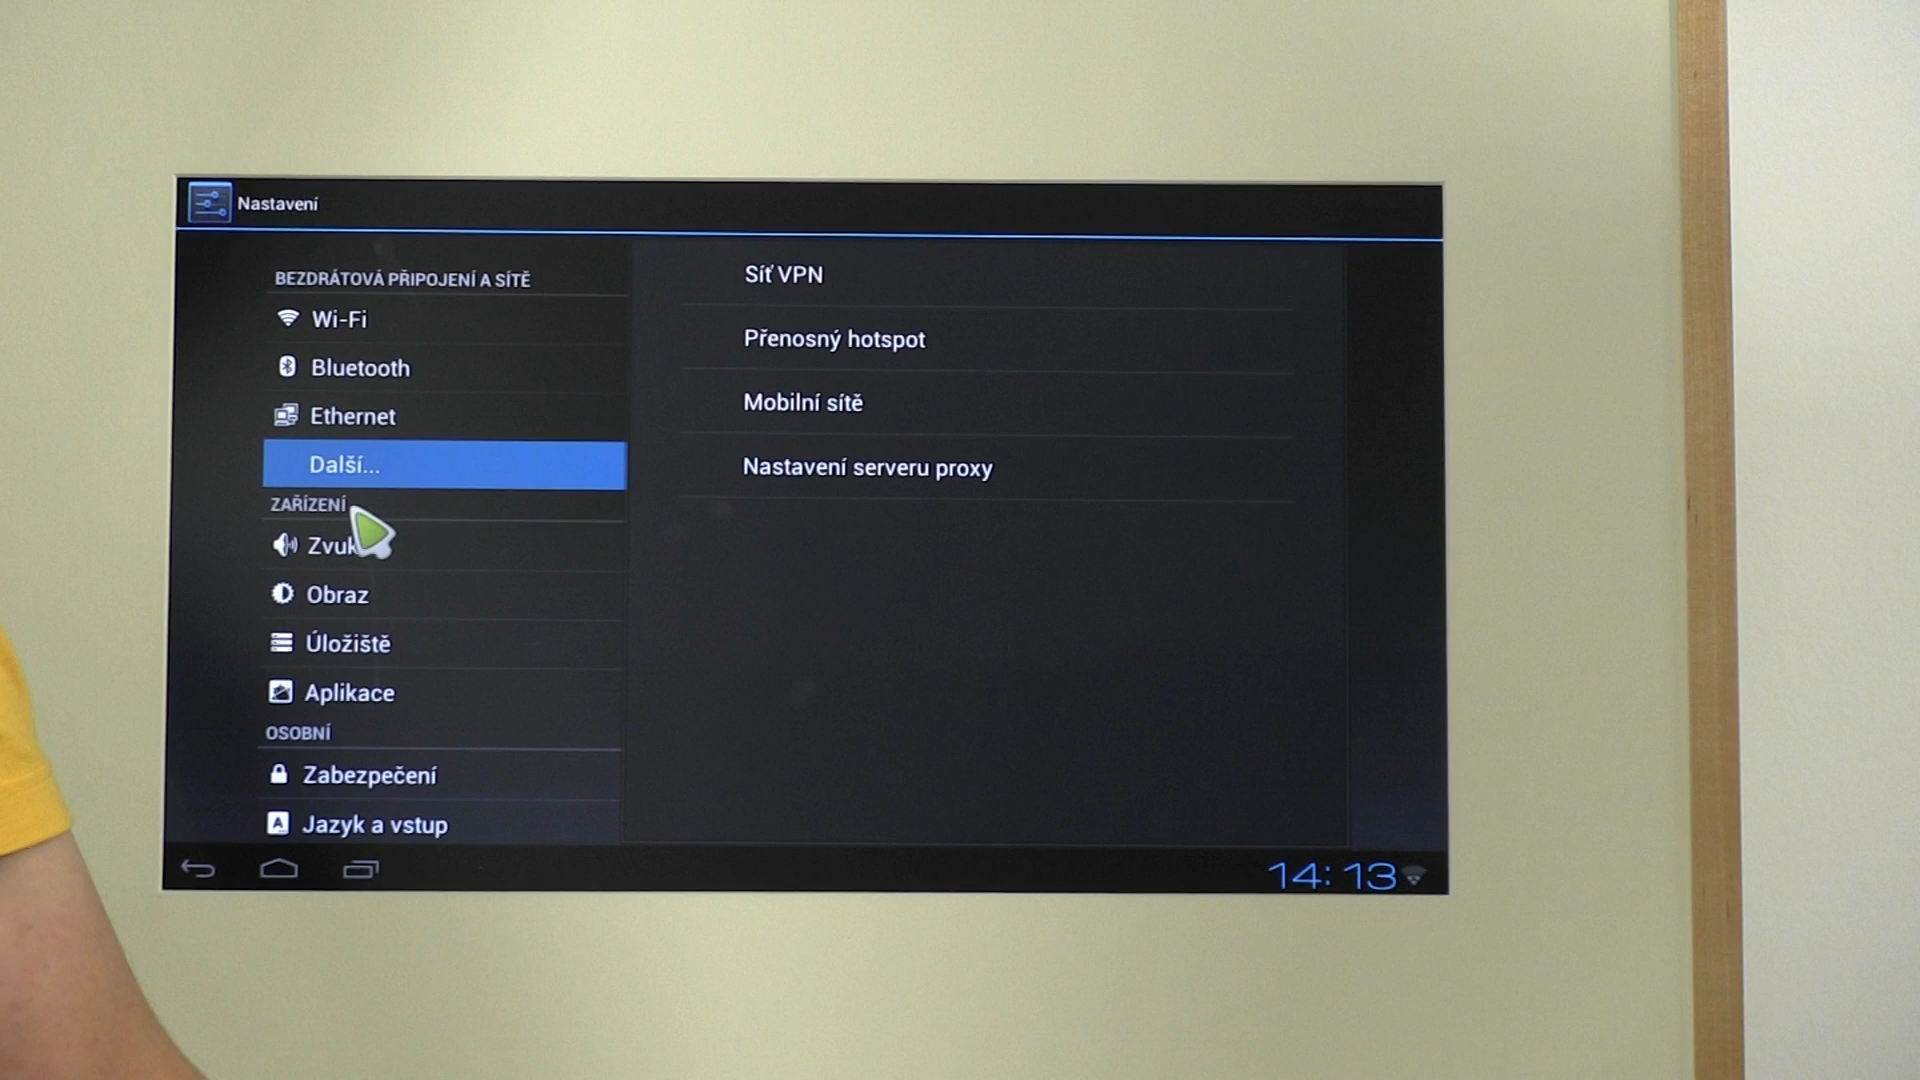 Nastavení
BEZDRÁTOVÁ PŘIPOJENÍ A SÍTĚ
Wi-Fi
Bluetooth
Ethernet
Další...
ZAŘÍZENÍ
Zvuk
Obraz
Úložiště
Aplikace
OSOBNÍ
Zabezpečení
Jazyk a vstup
Síť VPN
Přenosný hotspot
Mobilní sítě
Nastavení serveru proxy
14:13